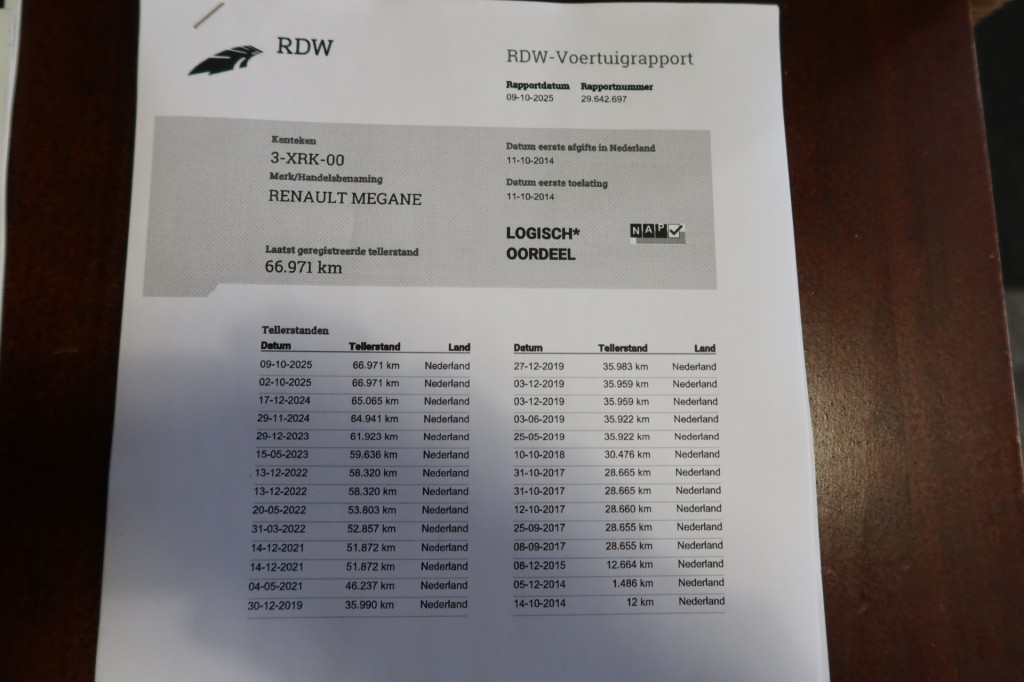 RDW
RDW-Voertuigrapport
Rapportdatum Rapportnummer
09-10-2025 29.642.697
Kenteken
3-XRK-00
Merk/Handelsbenaming
RENAULT MEGANE
Laatst geregistreerde tellerstand
66.971 km
Datum eerste afgifte in Nederland
11-10-2014
Datum eerste toelating
11-10-2014
LOGISCH*
OORDEEL
NAP
Tellerstanden
Datum Tellerstand Land
09-10-2025 66.971 km Nederland
02-10-2025 66.971 km Nederland
17-12-2024 65.065 km Nederland
29-11-2024 64.941 km Nederland
29-12-2023 61.923 km Nederland
15-05-2023 59.636 km Nederland
13-12-2022 58.320 km Nederland
13-12-2022 58.320 km Nederland
20-05-2022 53.803 km Nederland
31-03-2022 52.857 km Nederland
14-12-2021 51.872 km Nederland
14-12-2021 51.872 km Nederland
04-05-2021 46.237 km Nederland
30-12-2019 35.990 km Nederland
Datum Tellerstand Land
27-12-2019 35.983 km Nederland
03-12-2019 35.959 km Nederland
03-12-2019 35.959 km Nederland
03-06-2019 35.922 km Nederland
25-05-2019 35.922 km Nederland
10-10-2018 30.476 km Nederland
31-10-2017 28.665 km Nederland
31-10-2017 28.665 km Nederland
12-10-2017 28.660 km Nederland
25-09-2017 28.655 km Nederland
08-09-2017 28.655 km Nederland
08-12-2015 12.664 km Nederland
05-12-2014 1.486 km Nederland
14-10-2014 12 km Nederland